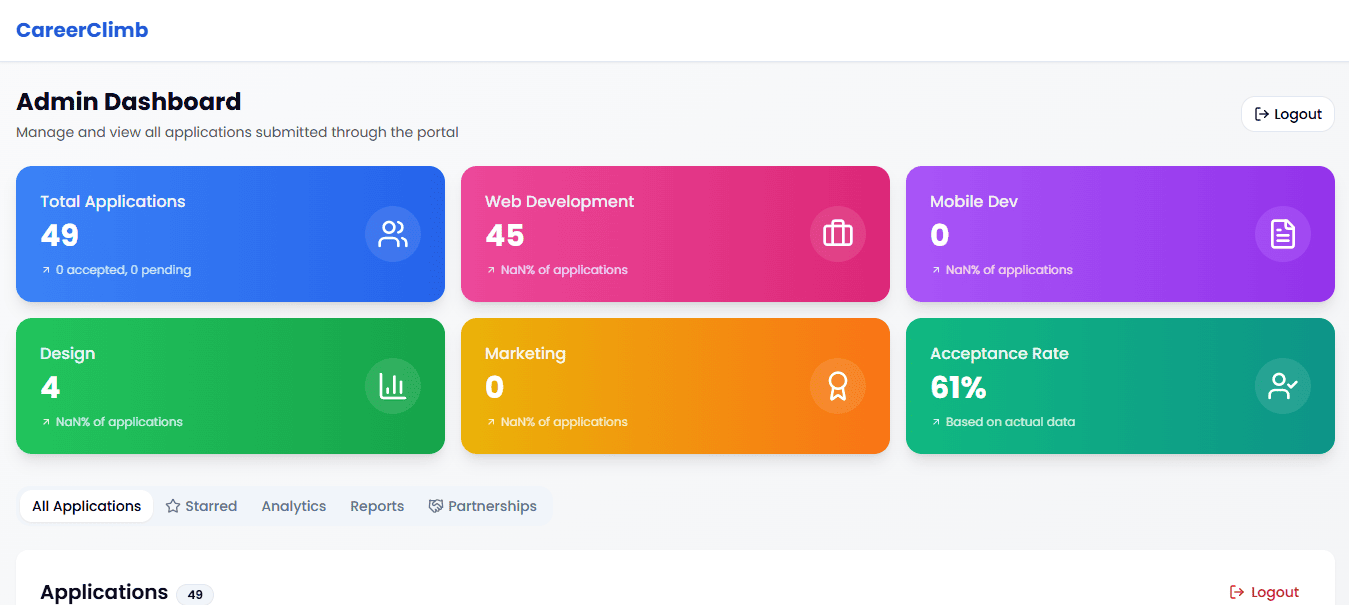 CareerClimb
Admin Dashboard
Manage and view all applications submitted through the portal
Logout
Total Applications
49
0 accepted, 0 pending
Web Development
45
NaN% of applications
Mobile Dev
0
NaN% of applications
Design
4
NaN% of applications
Marketing
0
NaN% of applications
Acceptance Rate
61%
Based on actual data
All Applications Starred Analytics Reports Partnerships
Applications 49
Logout